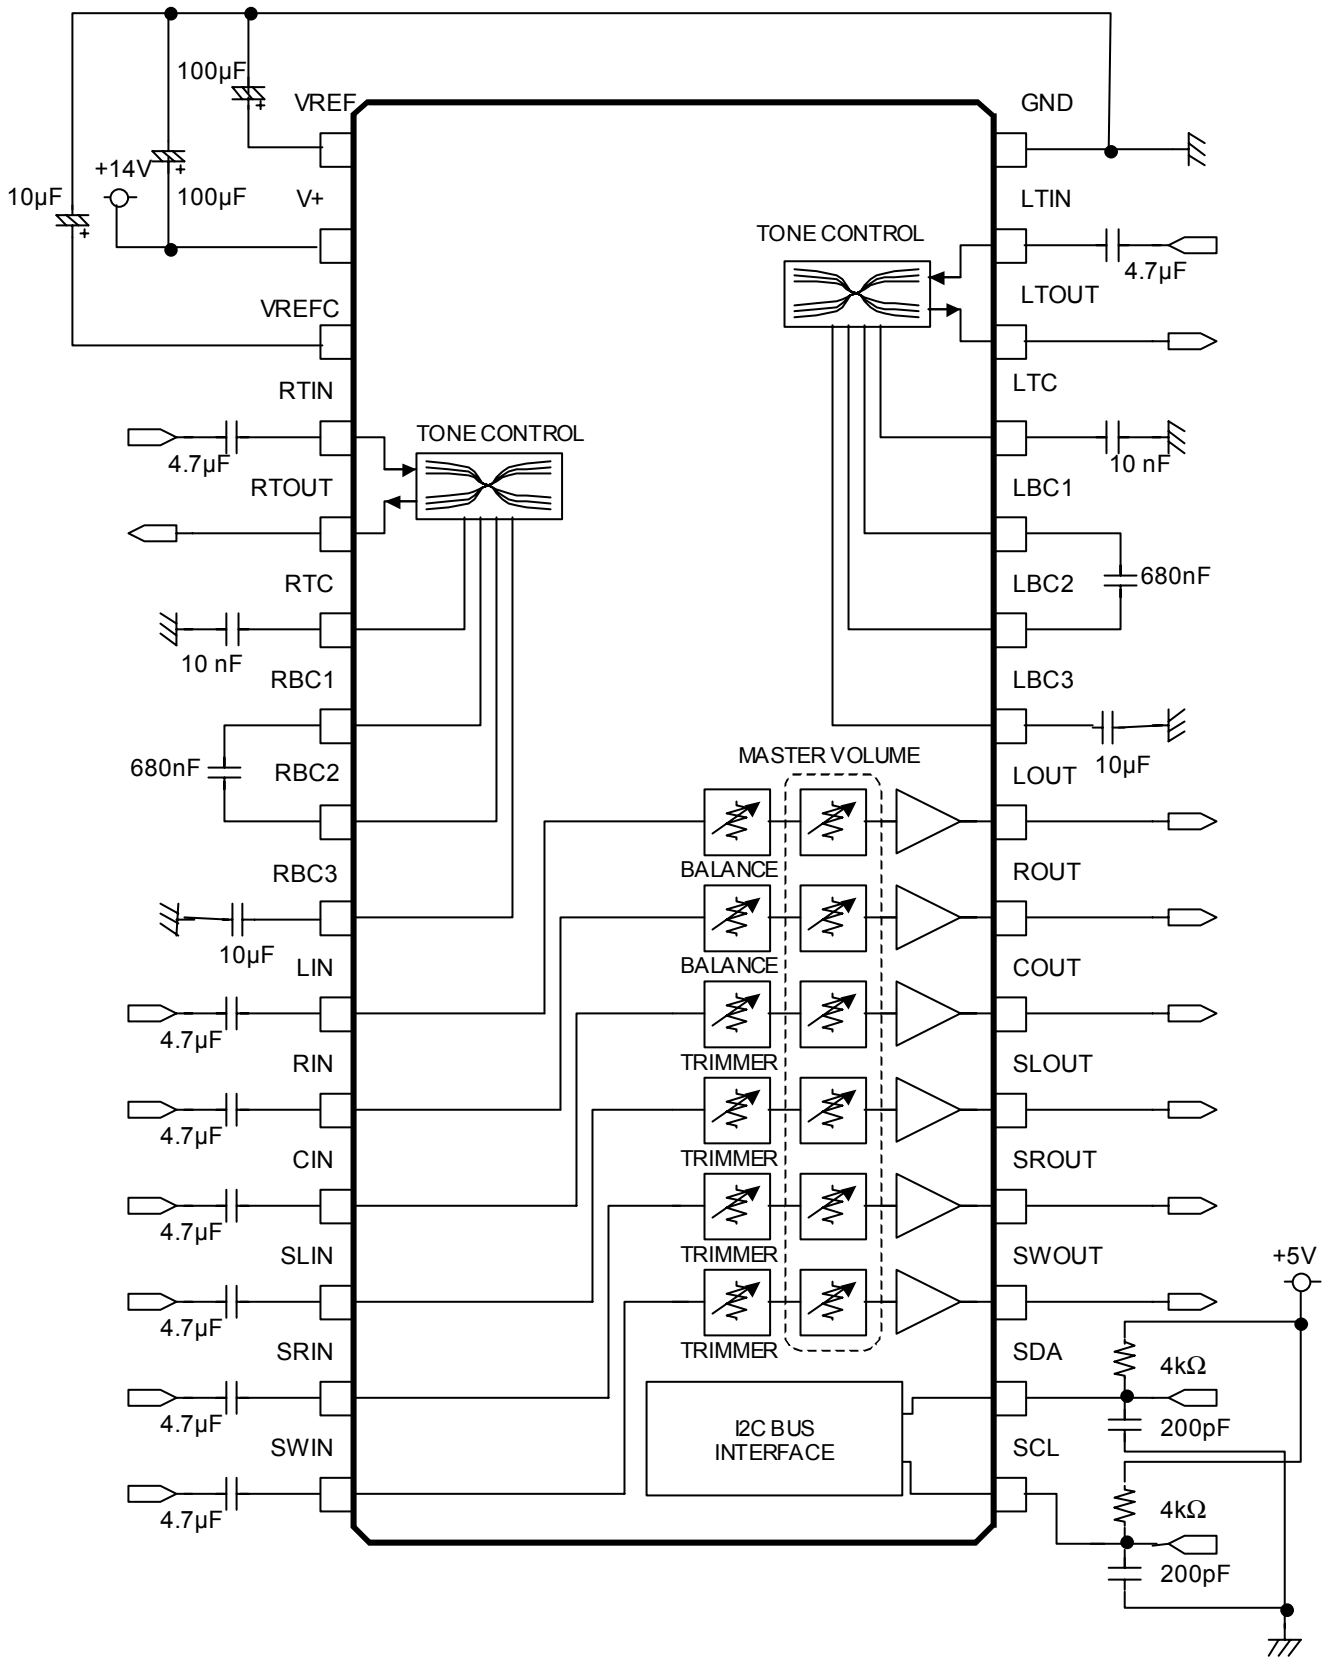 100µF
VREF
GND
+14V
10µF
100µF
V+
LTIN
TONE CONTROL
4.7µF
LTOUT
VREFC
RTIN
LTC
TONE CONTROL
4.7µF
10 nF
RTOUT
LBC1
RTC
LBC2
680nF
10 nF
RBC1
LBC3
MASTER VOLUME
680nF
RBC2
10µF
LOUT
BALANCE
RBC3
ROUT
10µF
LIN
BALANCE
COUT
4.7µF
RIN
TRIMMER
SLOUT
4.7µF
CIN
TRIMMER
SROUT
4.7µF
SLIN
TRIMMER
SWOUT
+5V
4.7µF
SRIN
TRIMMER
SDA
4kΩ
4.7µF
I2C BUS
INTERFACE
200pF
SWIN
SCL
4kΩ
4.7µF
200pF